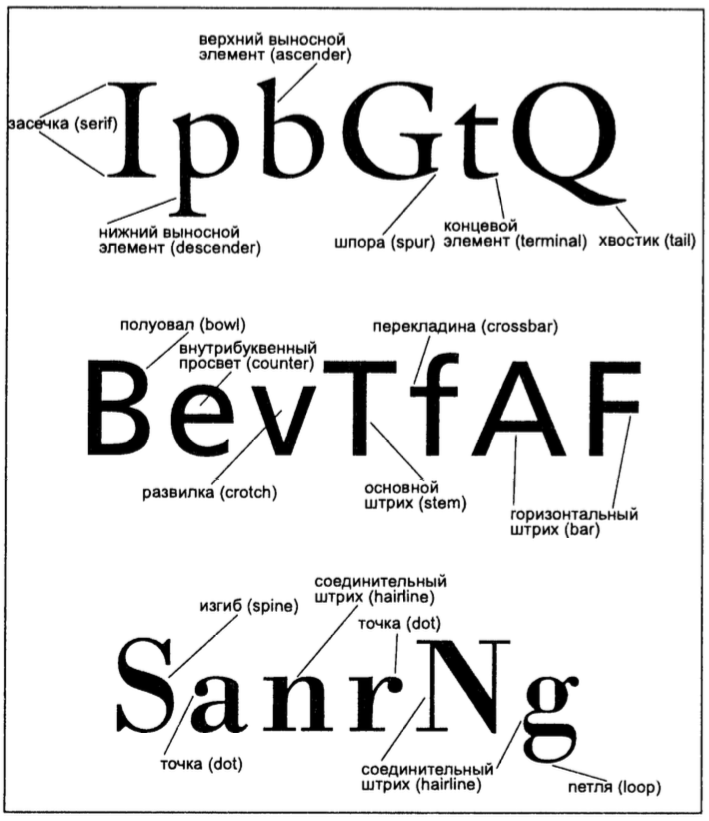 верхний выносной
элемент (ascender)
засечка (serif)
IpbGtQ
нижний выносной
элемент (descender)
шпора (spur)
концевой
элемент (terminal)
хвостик (tail)
полуовал (bowl)
внутрибуквенный
просвет (counter)
перекладина (crossbar)
BevTfAF
развилка (crotch)
основной
штрих (stem)
горизонтальный
штрих (bar)
соединительный
штрих (hairline)
изгиб (spine)
точка (dot)
SanrNg
точка (dot)
соединительный
штрих (hairline)
петля (loop)